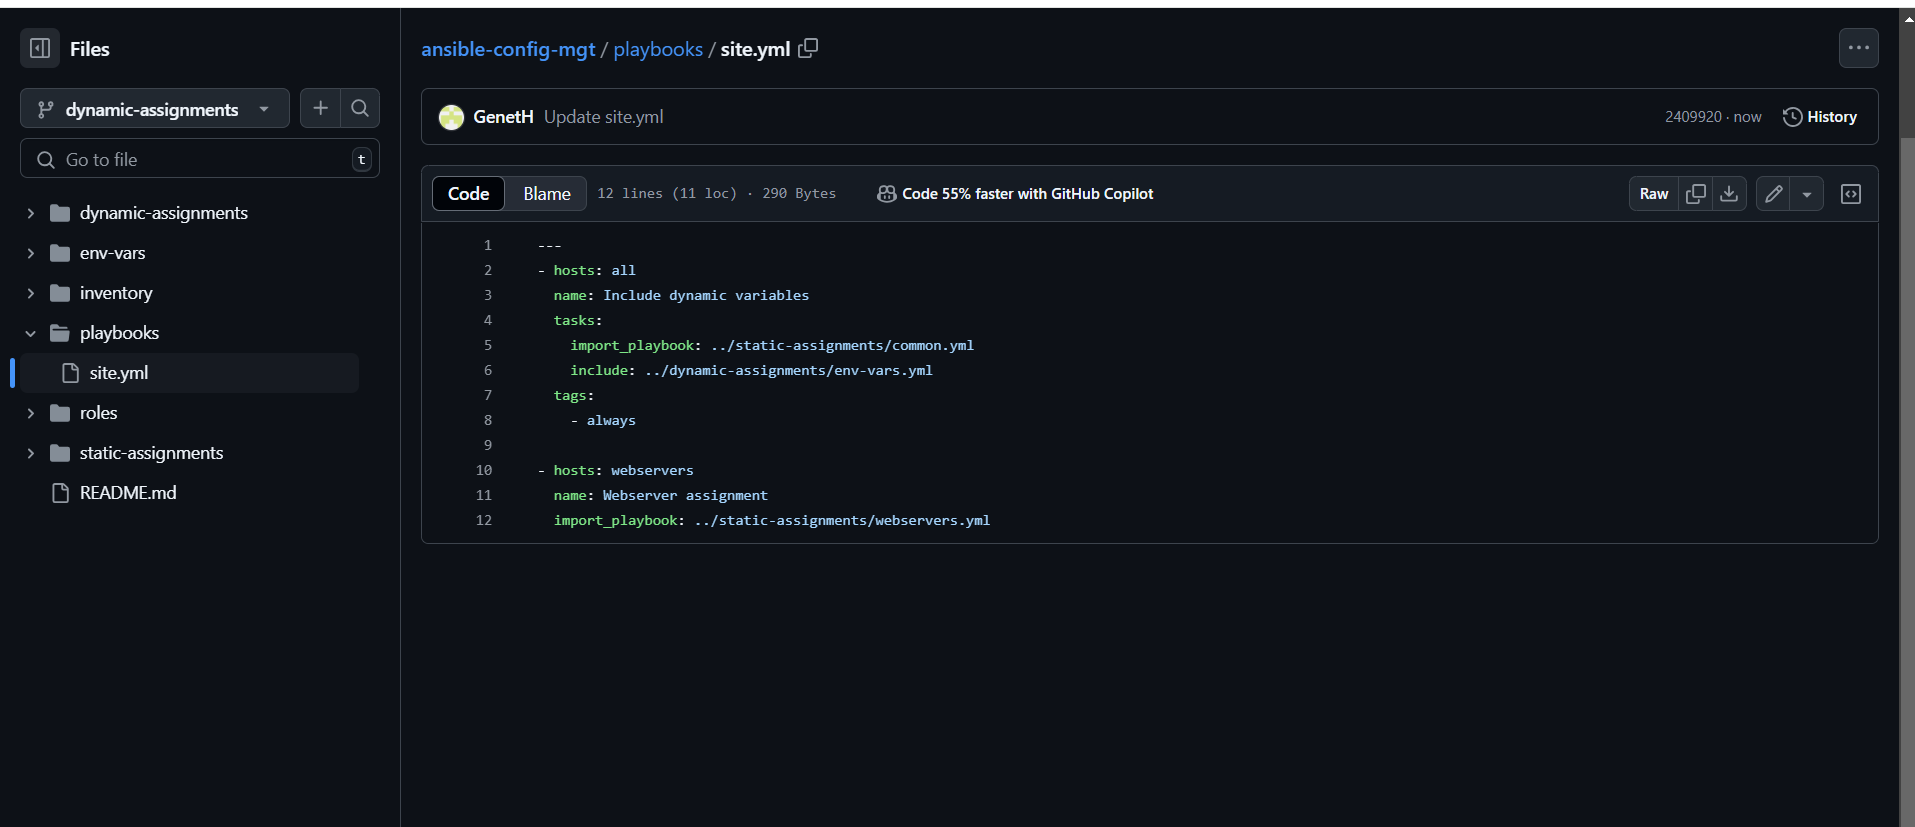 Files
dynamic-assignments
Go to file
t
dynamic-assignments
env-vars
inventory
playbooks
site.yml
roles
static-assignments
README.md
ansible-config-mgt / playbooks / site.yml
GenetH Update site.yml 2409920 · now History
Code Blame 12 lines (11 loc) · 290 Bytes Code 55% faster with GitHub Copilot Raw
1 ---
2 - hosts: all
3   name: Include dynamic variables
4   tasks:
5     import_playbook: ../static-assignments/common.yml
6     include: ../dynamic-assignments/env-vars.yml
7   tags:
8     - always
9
10 - hosts: webservers
11   name: Webserver assignment
12   import_playbook: ../static-assignments/webservers.yml